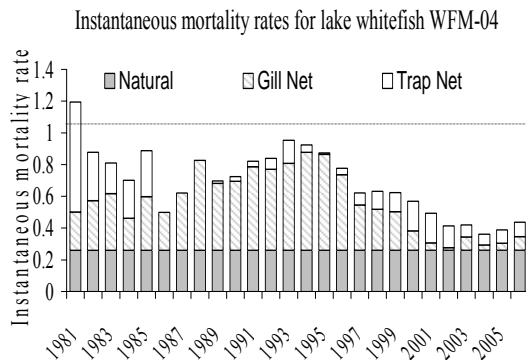 Instantaneous mortality rates for lake whitefish WFM-04
Instantaneous mortality rate
1.4
1.2
1
0.8
0.6
0.4
0.2
0
Natural Gill Net Trap Net
1981 1983 1985 1987 1989 1991 1993 1995 1997 1999 2001 2003 2005